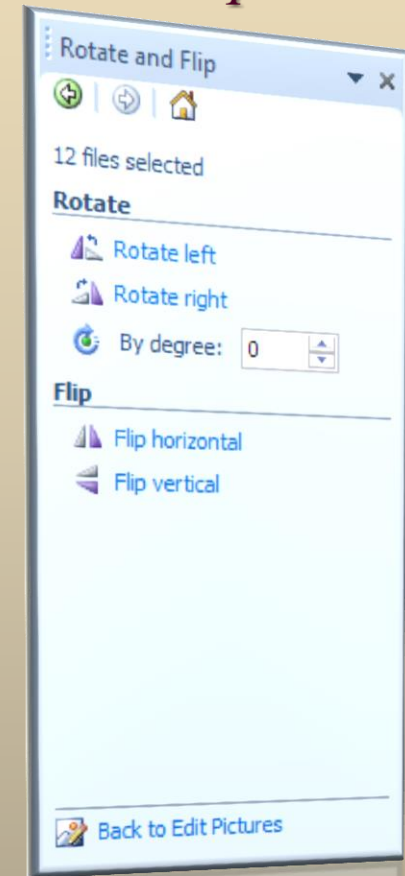 Rotate and Flip
12 files selected
Rotate
Rotate left
Rotate right
By degree: 0
Flip
Flip horizontal
Flip vertical
Back to Edit Pictures